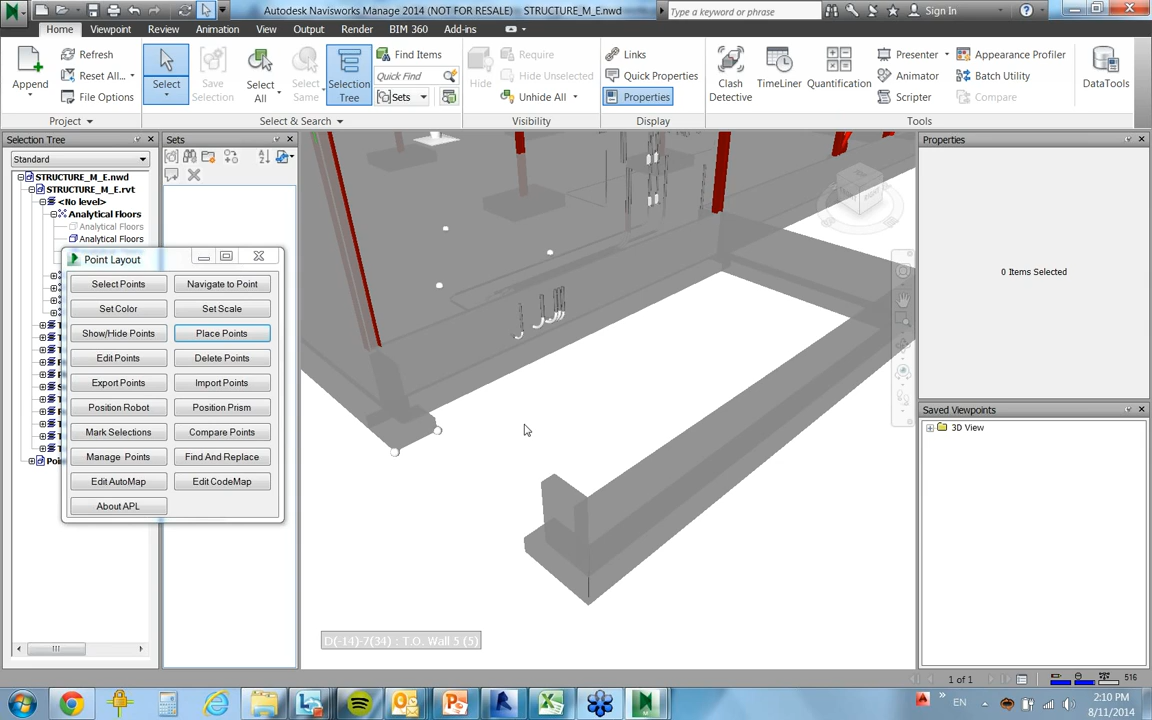 Autodesk Navisworks Manage 2014 (NOT FOR RESALE) STRUCTURE_M_E.nwd
Type a keyword or phrase
Sign In
Home Viewpoint Review Animation View Output Render BIM 360 Add-ins
Append
Refresh
Reset All...
File Options
Project
Select
Save Selection
Select All
Select Same
Selection Tree
Find Items
Quick Find
Sets
Select & Search
Hide
Require
Hide Unselected
Unhide All
Visibility
Links
Quick Properties
Properties
Display
Clash Detective
TimeLiner
Quantification
Presenter
Animator
Scripter
Appearance Profiler
Batch Utility
Compare
Tools
DataTools
Selection Tree
Standard
STRUCTURE_M_E.nwd
STRUCTURE_M_E.rvt
<No level>
Analytical Floors
Analytical Floors
Analytical Floors
Sets
Point Layout
Select Points Navigate to Point
Set Color Set Scale
Show/Hide Points Place Points
Edit Points Delete Points
Export Points Import Points
Position Robot Position Prism
Mark Selections Compare Points
Manage Points Find And Replace
Edit AutoMap Edit CodeMap
About APL
D(-14)-7(34) : T.O. Wall 5 (5)
Properties
0 Items Selected
Saved Viewpoints
3D View
1 of 1
516
EN
2:10 PM
8/11/2014